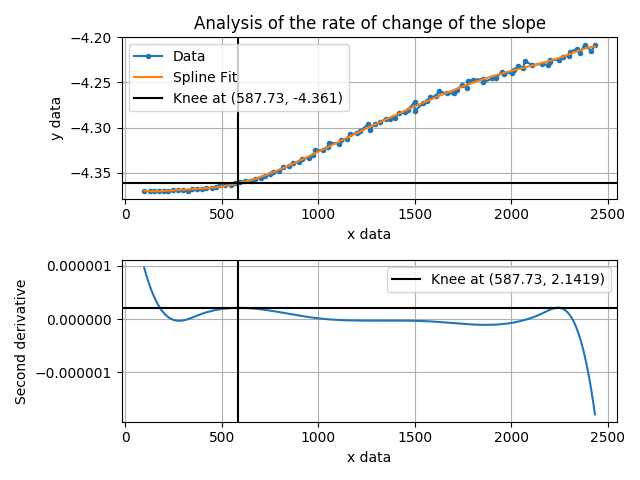 Analysis of the rate of change of the slope
y data
−4.20
−4.25
−4.30
−4.35
Data
Spline Fit
Knee at (587.73, -4.361)
0 500 1000 1500 2000 2500
x data
Second derivative
0.000001
0.000000
−0.000001
Knee at (587.73, 2.1419)
0 500 1000 1500 2000 2500
x data